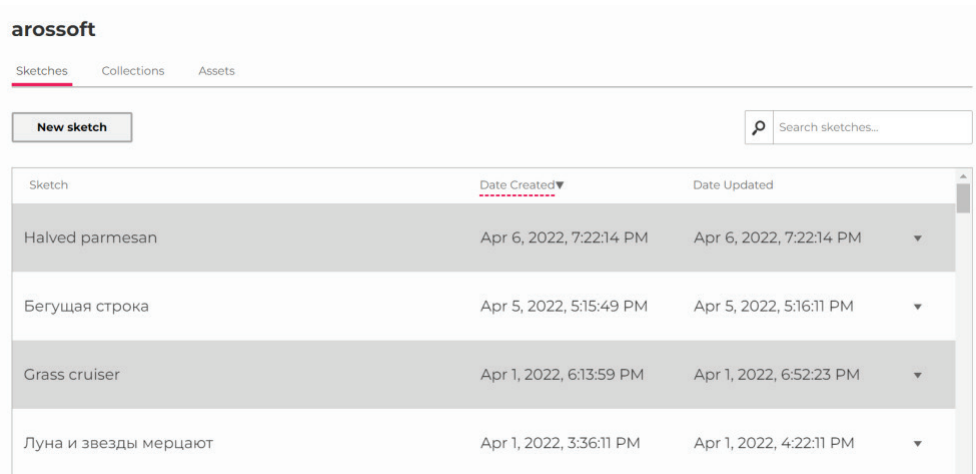 arossoft
Sketches Collections Assets
New sketch Search sketches...
Sketch Date Created▼ Date Updated
Halved parmesan Apr 6, 2022, 7:22:14 PM Apr 6, 2022, 7:22:14 PM
Бегущая строка Apr 5, 2022, 5:15:49 PM Apr 5, 2022, 5:16:11 PM
Grass cruiser Apr 1, 2022, 6:13:59 PM Apr 1, 2022, 6:52:23 PM
Луна и звезды мерцают Apr 1, 2022, 3:36:11 PM Apr 1, 2022, 4:22:11 PM